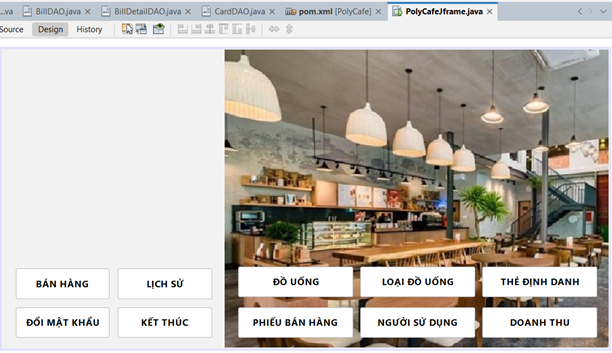 ...va BillDAO.java BillDetailDAO.java CardDAO.java pom.xml [PolyCafe] PolyCafeJframe.java
Source Design History
BÁN HÀNG LỊCH SỬ ĐỒ UỐNG LOẠI ĐỒ UỐNG THẺ ĐỊNH DANH
ĐỔI MẬT KHẨU KẾT THÚC PHIẾU BÁN HÀNG NGƯỜI SỬ DỤNG DOANH THU